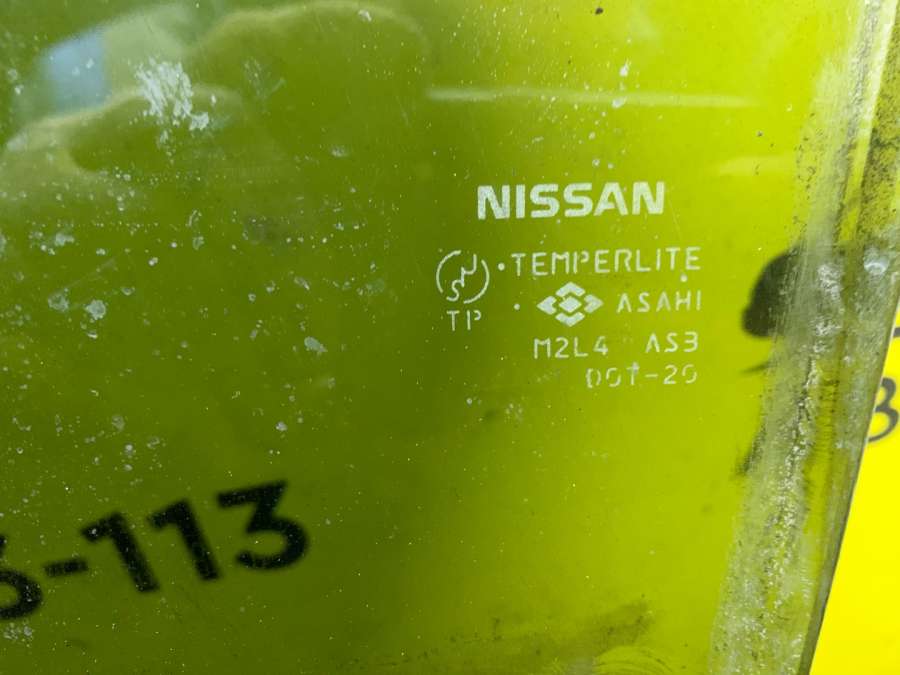 NISSAN
• TEMPERLITE
TP • ASAHI
M2L4 AS3
DOT-20
-113